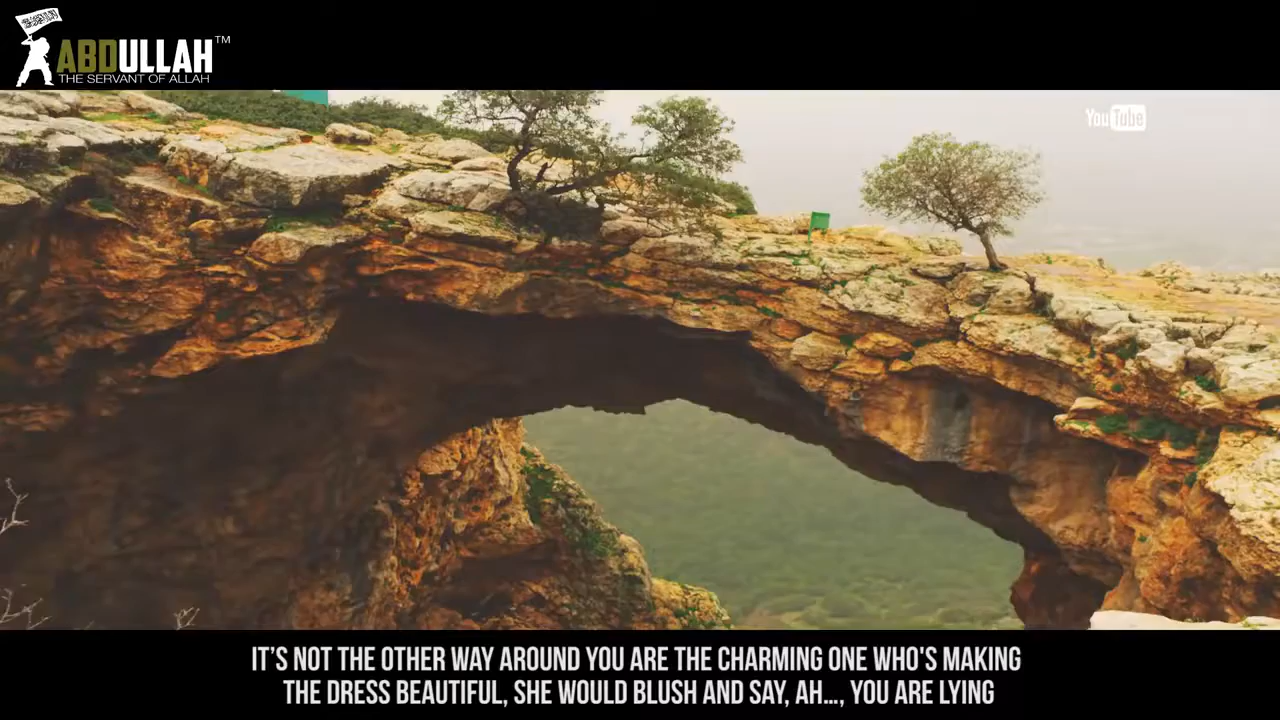 ABDULLAH™
THE SERVANT OF ALLAH
YouTube
IT'S NOT THE OTHER WAY AROUND YOU ARE THE CHARMING ONE WHO'S MAKING
THE DRESS BEAUTIFUL, SHE WOULD BLUSH AND SAY, AH..., YOU ARE LYING